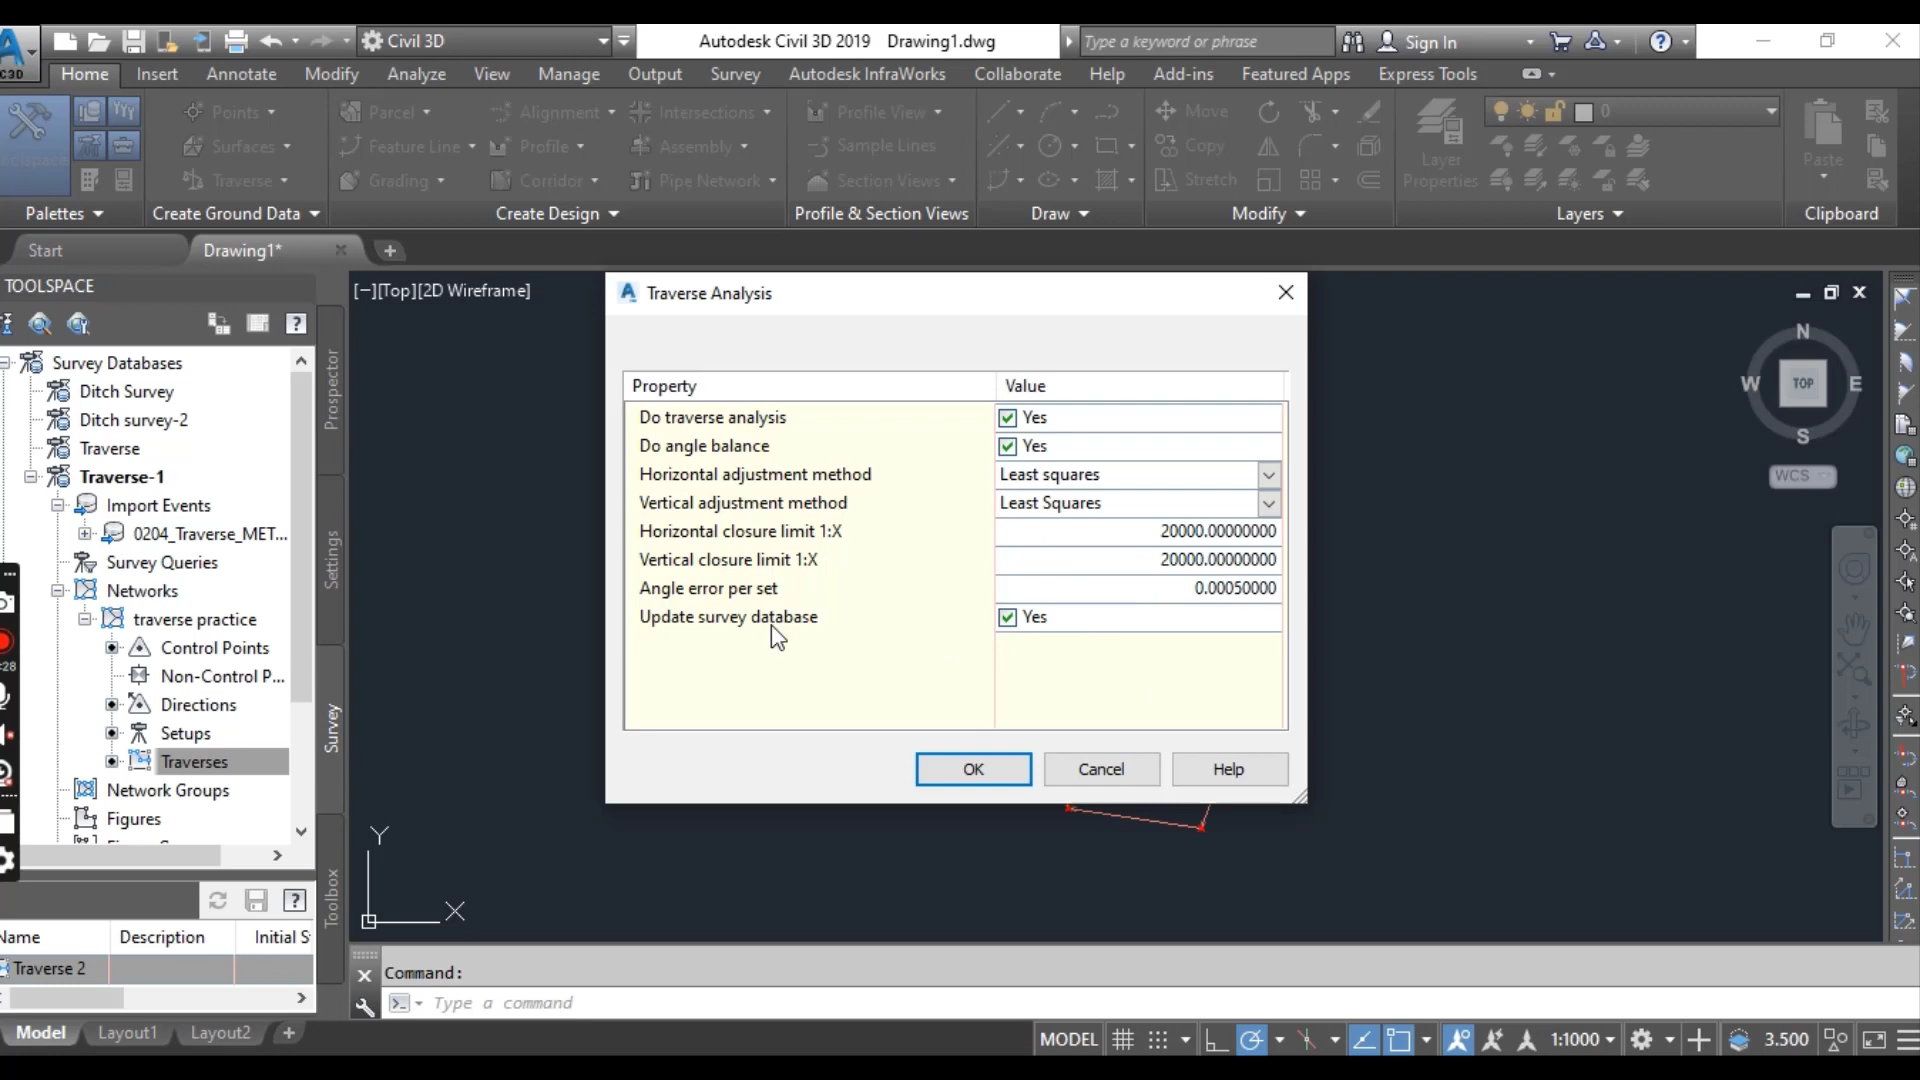 Civil 3D
Autodesk Civil 3D 2019 Drawing1.dwg
Type a keyword or phrase
Sign In
C3D
Home Insert Annotate Modify Analyze View Manage Output Survey Autodesk InfraWorks Collaborate Help Add-ins Featured Apps Express Tools
Points Parcel Alignment Intersections Profile View Move 0
Surfaces Feature Line Profile Assembly Sample Lines Copy Layer Paste
Traverse Grading Corridor Pipe Network Section Views Stretch Properties
Palettes Create Ground Data Create Design Profile & Section Views Draw Modify Layers Clipboard
Start Drawing1*
TOOLSPACE
[−][Top][2D Wireframe]
Survey Databases
Ditch Survey
Ditch survey-2
Traverse
Traverse-1
Import Events
0204_Traverse_MET...
Survey Queries
Networks
traverse practice
Control Points
Non-Control P...
Directions
Setups
Traverses
Network Groups
Figures
Prospector
Settings
Survey
Toolbox
Name Description Initial S
Traverse 2
Traverse Analysis
Property Value
Do traverse analysis Yes
Do angle balance Yes
Horizontal adjustment method Least squares
Vertical adjustment method Least Squares
Horizontal closure limit 1:X 20000.00000000
Vertical closure limit 1:X 20000.00000000
Angle error per set 0.00050000
Update survey database Yes
OK Cancel Help
N
W TOP E
S
WCS
Y
X
:28
Command:
Type a command
Model Layout1 Layout2
MODEL 1:1000 3.500